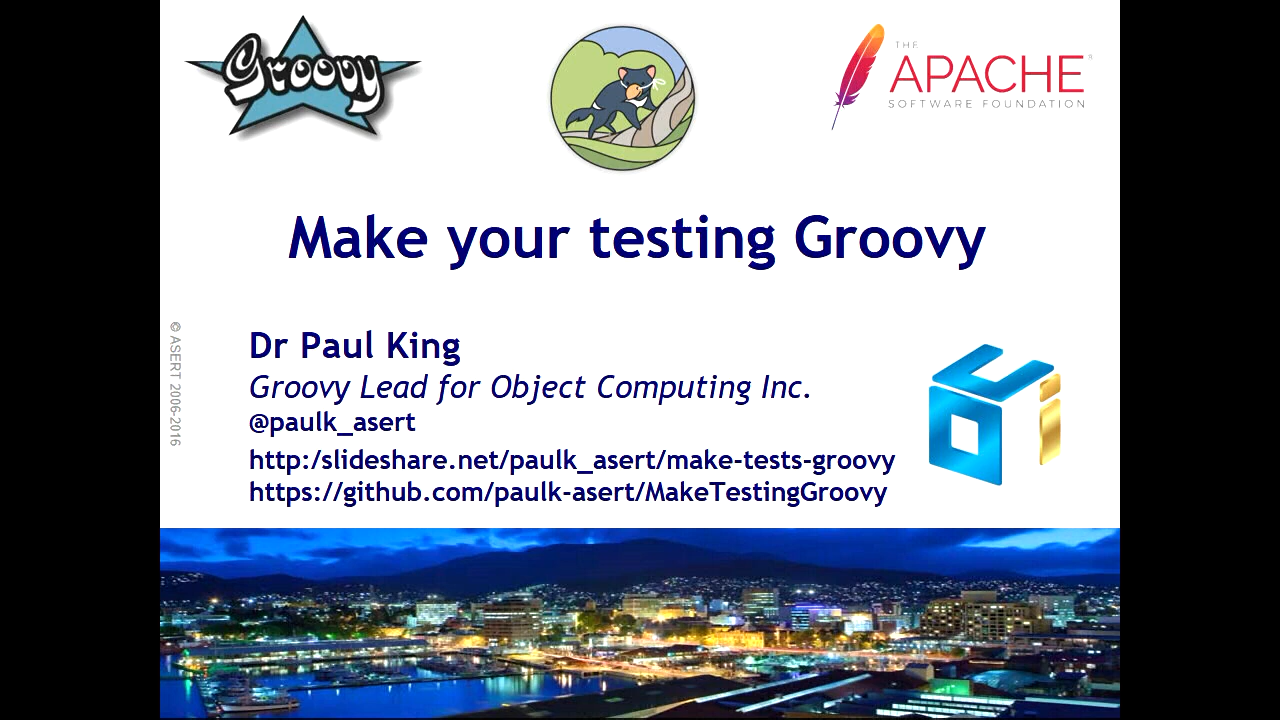 Groovy
THE
APACHE
SOFTWARE FOUNDATION
Make your testing Groovy
Dr Paul King
Groovy Lead for Object Computing Inc.
@paulk_asert
http:/slideshare.net/paulk_asert/make-tests-groovy
https://github.com/paulk-asert/MakeTestingGroovy
© ASERT 2006-2016
OCi